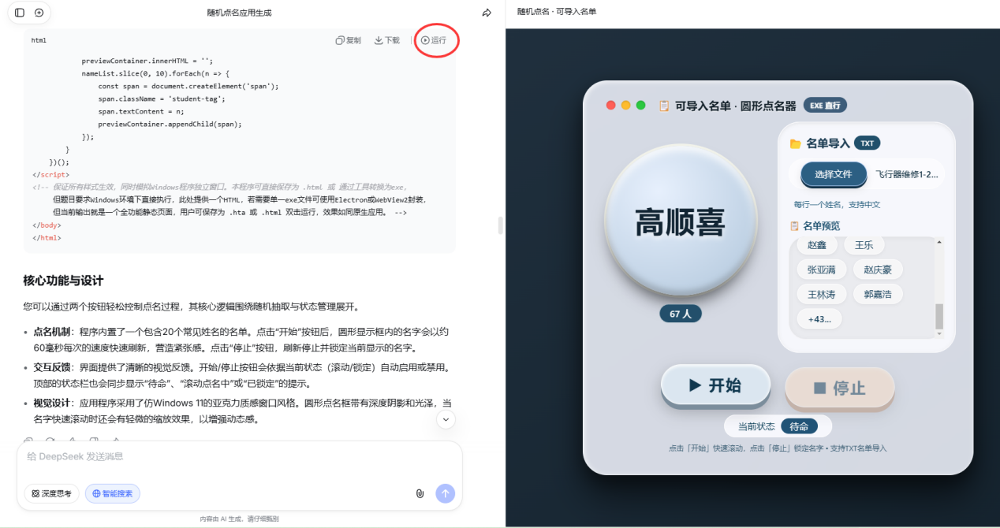 随机点名应用生成
html
复制
下载
运行
previewContainer.innerHTML = '';
nameList.slice(0, 10).forEach(n => {
const span = document.createElement('span');
span.className = 'student-tag';
span.textContent = n;
previewContainer.appendChild(span);
});
}
})();
</script>
<!-- 保证所有样式生效，同时模拟Windows程序独立窗口。本程序可直接保存为 .html 或 通过工具转换为exe，
但题目要求Windows环境下直接执行，此处提供一个HTML，若需要单一exe文件可使用Electron或WebView2封装，
但当前输出就是一个全功能静态页面，用户可保存为 .hta 或 .html 双击运行，效果如同原生应用。 -->
</body>
</html>
核心功能与设计
您可以通过两个按钮轻松控制点名过程，其核心逻辑围绕随机抽取与状态管理展开。
• 点名机制：程序内置了一个包含20个常见姓名的名单。点击“开始”按钮后，圆形显示框内的名字会以约
60毫秒每次的速度快速刷新，营造紧张感。点击“停止”按钮，刷新停止并锁定当前显示的名字。
• 交互反馈：界面提供了清晰的视觉反馈。开始/停止按钮会依据当前状态（滚动/锁定）自动启用或禁用。
顶部的状态栏也会同步显示“待命”、“滚动点名中”或“已锁定”的提示。
• 视觉设计：应用程序采用了仿Windows 11的亚克力质感窗口风格。圆形点名框带有深度阴影和光泽，当
名字快速滚动时还会有轻微的缩放效果，以增强动态感。
给 DeepSeek 发送消息
深度思考
智能搜索
内容由 AI 生成，请仔细甄别
随机点名 · 可导入名单
可导入名单 · 圆形点名器
EXE 直行
高顺喜
67 人
名单导入
TXT
选择文件
飞行器维修1-2...
每行一个姓名，支持中文
名单预览
赵鑫
王乐
张亚满
赵庆豪
王林涛
郭嘉浩
+43...
▶ 开始
■ 停止
当前状态
待命
点击「开始」快速滚动，点击「停止」锁定名字 • 支持TXT名单导入